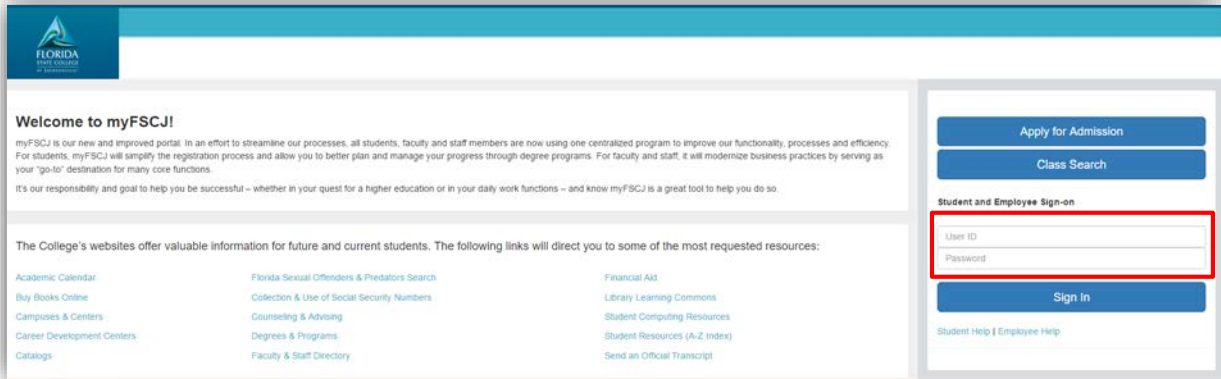 FLORIDA
STATE COLLEGE
AT JACKSONVILLE
Welcome to myFSCJ!
myFSCJ is our new and improved portal. In an effort to streamline our processes, all students, faculty and staff members are now using one centralized program to improve our functionality, processes and efficiency.
For students, myFSCJ will simplify the registration process and allow you to better plan and manage your progress through degree programs. For faculty and staff, it will modernize business practices by serving as
your "go-to" destination for many core functions.
It's our responsibility and goal to help you be successful – whether in your quest for a higher education or in your daily work functions – and know myFSCJ is a great tool to help you do so.
The College's websites offer valuable information for future and current students. The following links will direct you to some of the most requested resources:
Academic Calendar
Buy Books Online
Campuses & Centers
Career Development Centers
Catalogs
Florida Sexual Offenders & Predators Search
Collection & Use of Social Security Numbers
Counseling & Advising
Degrees & Programs
Faculty & Staff Directory
Financial Aid
Library Learning Commons
Student Computing Resources
Student Resources (A-Z Index)
Send an Official Transcript
Apply for Admission
Class Search
Student and Employee Sign-on
User ID
Password
Sign In
Student Help | Employee Help